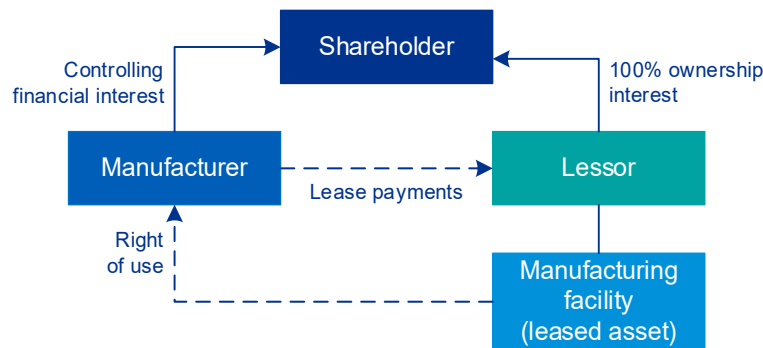 Shareholder
Controlling
financial interest
100% ownership
interest
Manufacturer
Lease payments
Lessor
Right
of use
Manufacturing
facility
(leased asset)